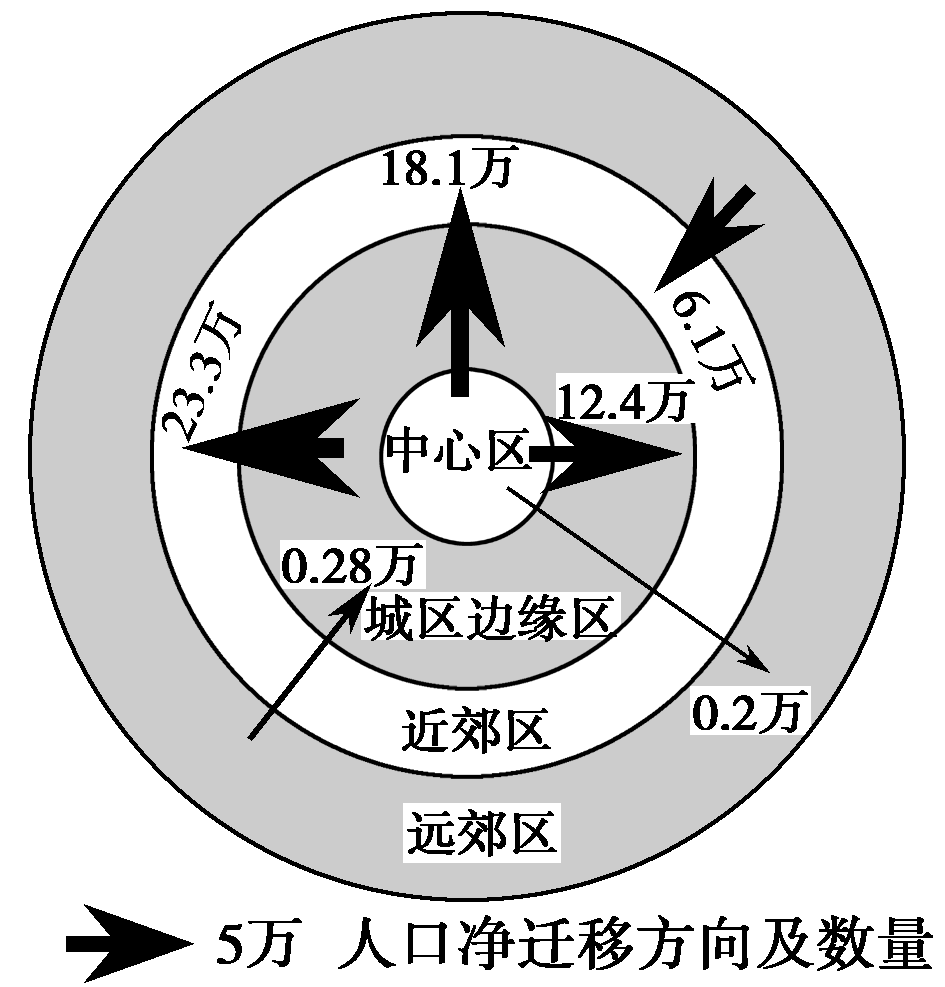 18.1万
6.1万
23.3万
12.4万
中心区
0.28万
城区边缘区
0.2万
近郊区
远郊区
5万 人口净迁移方向及数量